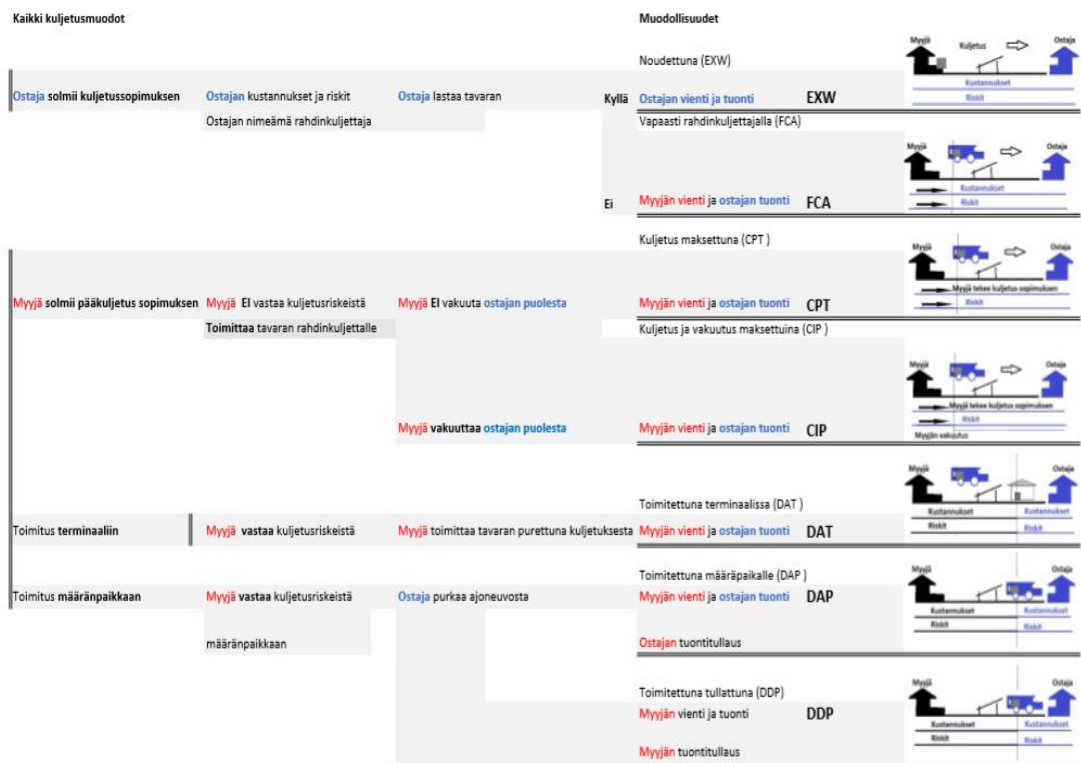 Kaikki kuljetusmuodot Muodollisuudet
Myyjä Kuljetus Ostaja
Noudettuna (EXW)
Kustannukset
Ostaja solmii kuljetussopimuksen Ostajan kustannukset ja riskit Ostaja lastaa tavaran Kyllä Ostajan vienti ja tuonti EXW Riskit
Ostajan nimeämä rahdinkuljettaja Vapaasti rahdinkuljettajalla (FCA)
Myyjä Ostaja
Kustannukset
Ei Myyjän vienti ja ostajan tuonti FCA Riskit
Kuljetus maksettuna (CPT )
Myyjä Ostaja
Myyjä tekee kuljetus sopimuksen
Myyjä solmii pääkuljetus sopimuksen Myyjä EI vastaa kuljetusriskeistä Myyjä EI vakuuta ostajan puolesta Myyjän vienti ja ostajan tuonti CPT Riskit
Toimittaa tavaran rahdinkuljettalle Kuljetus ja vakuutus maksettuina (CIP )
Myyjä Ostaja
Myyjä tekee kuljetus sopimuksen
Riskit
Myyjä vakuuttaa ostajan puolesta Myyjän vienti ja ostajan tuonti CIP
Myyjän vakuutus
Myyjä Ostaja
Toimitettuna terminaalissa (DAT )
Kustannukset Kustannukset
Toimitus terminaaliin Myyjä vastaa kuljetusriskeistä Myyjä toimittaa tavaran purettuna kuljetuksesta Myyjän vienti ja ostajan tuonti DAT Riskit Riskit
Myyjä Ostaja
Toimitettuna määräpaikalle (DAP )
Toimitus määränpaikkaan Myyjä vastaa kuljetusriskeistä Ostaja purkaa ajoneuvosta Myyjän vienti ja ostajan tuonti DAP
Kustannukset Kustannukset
Riskit Riskit
määränpaikkaan Ostajan tuontitullaus
Myyjä Ostaja
Toimitettuna tullattuna (DDP)
Myyjän vienti ja tuonti DDP
Kustannukset Kustannukset
Riskit Riskit
Myyjän tuontitullaus